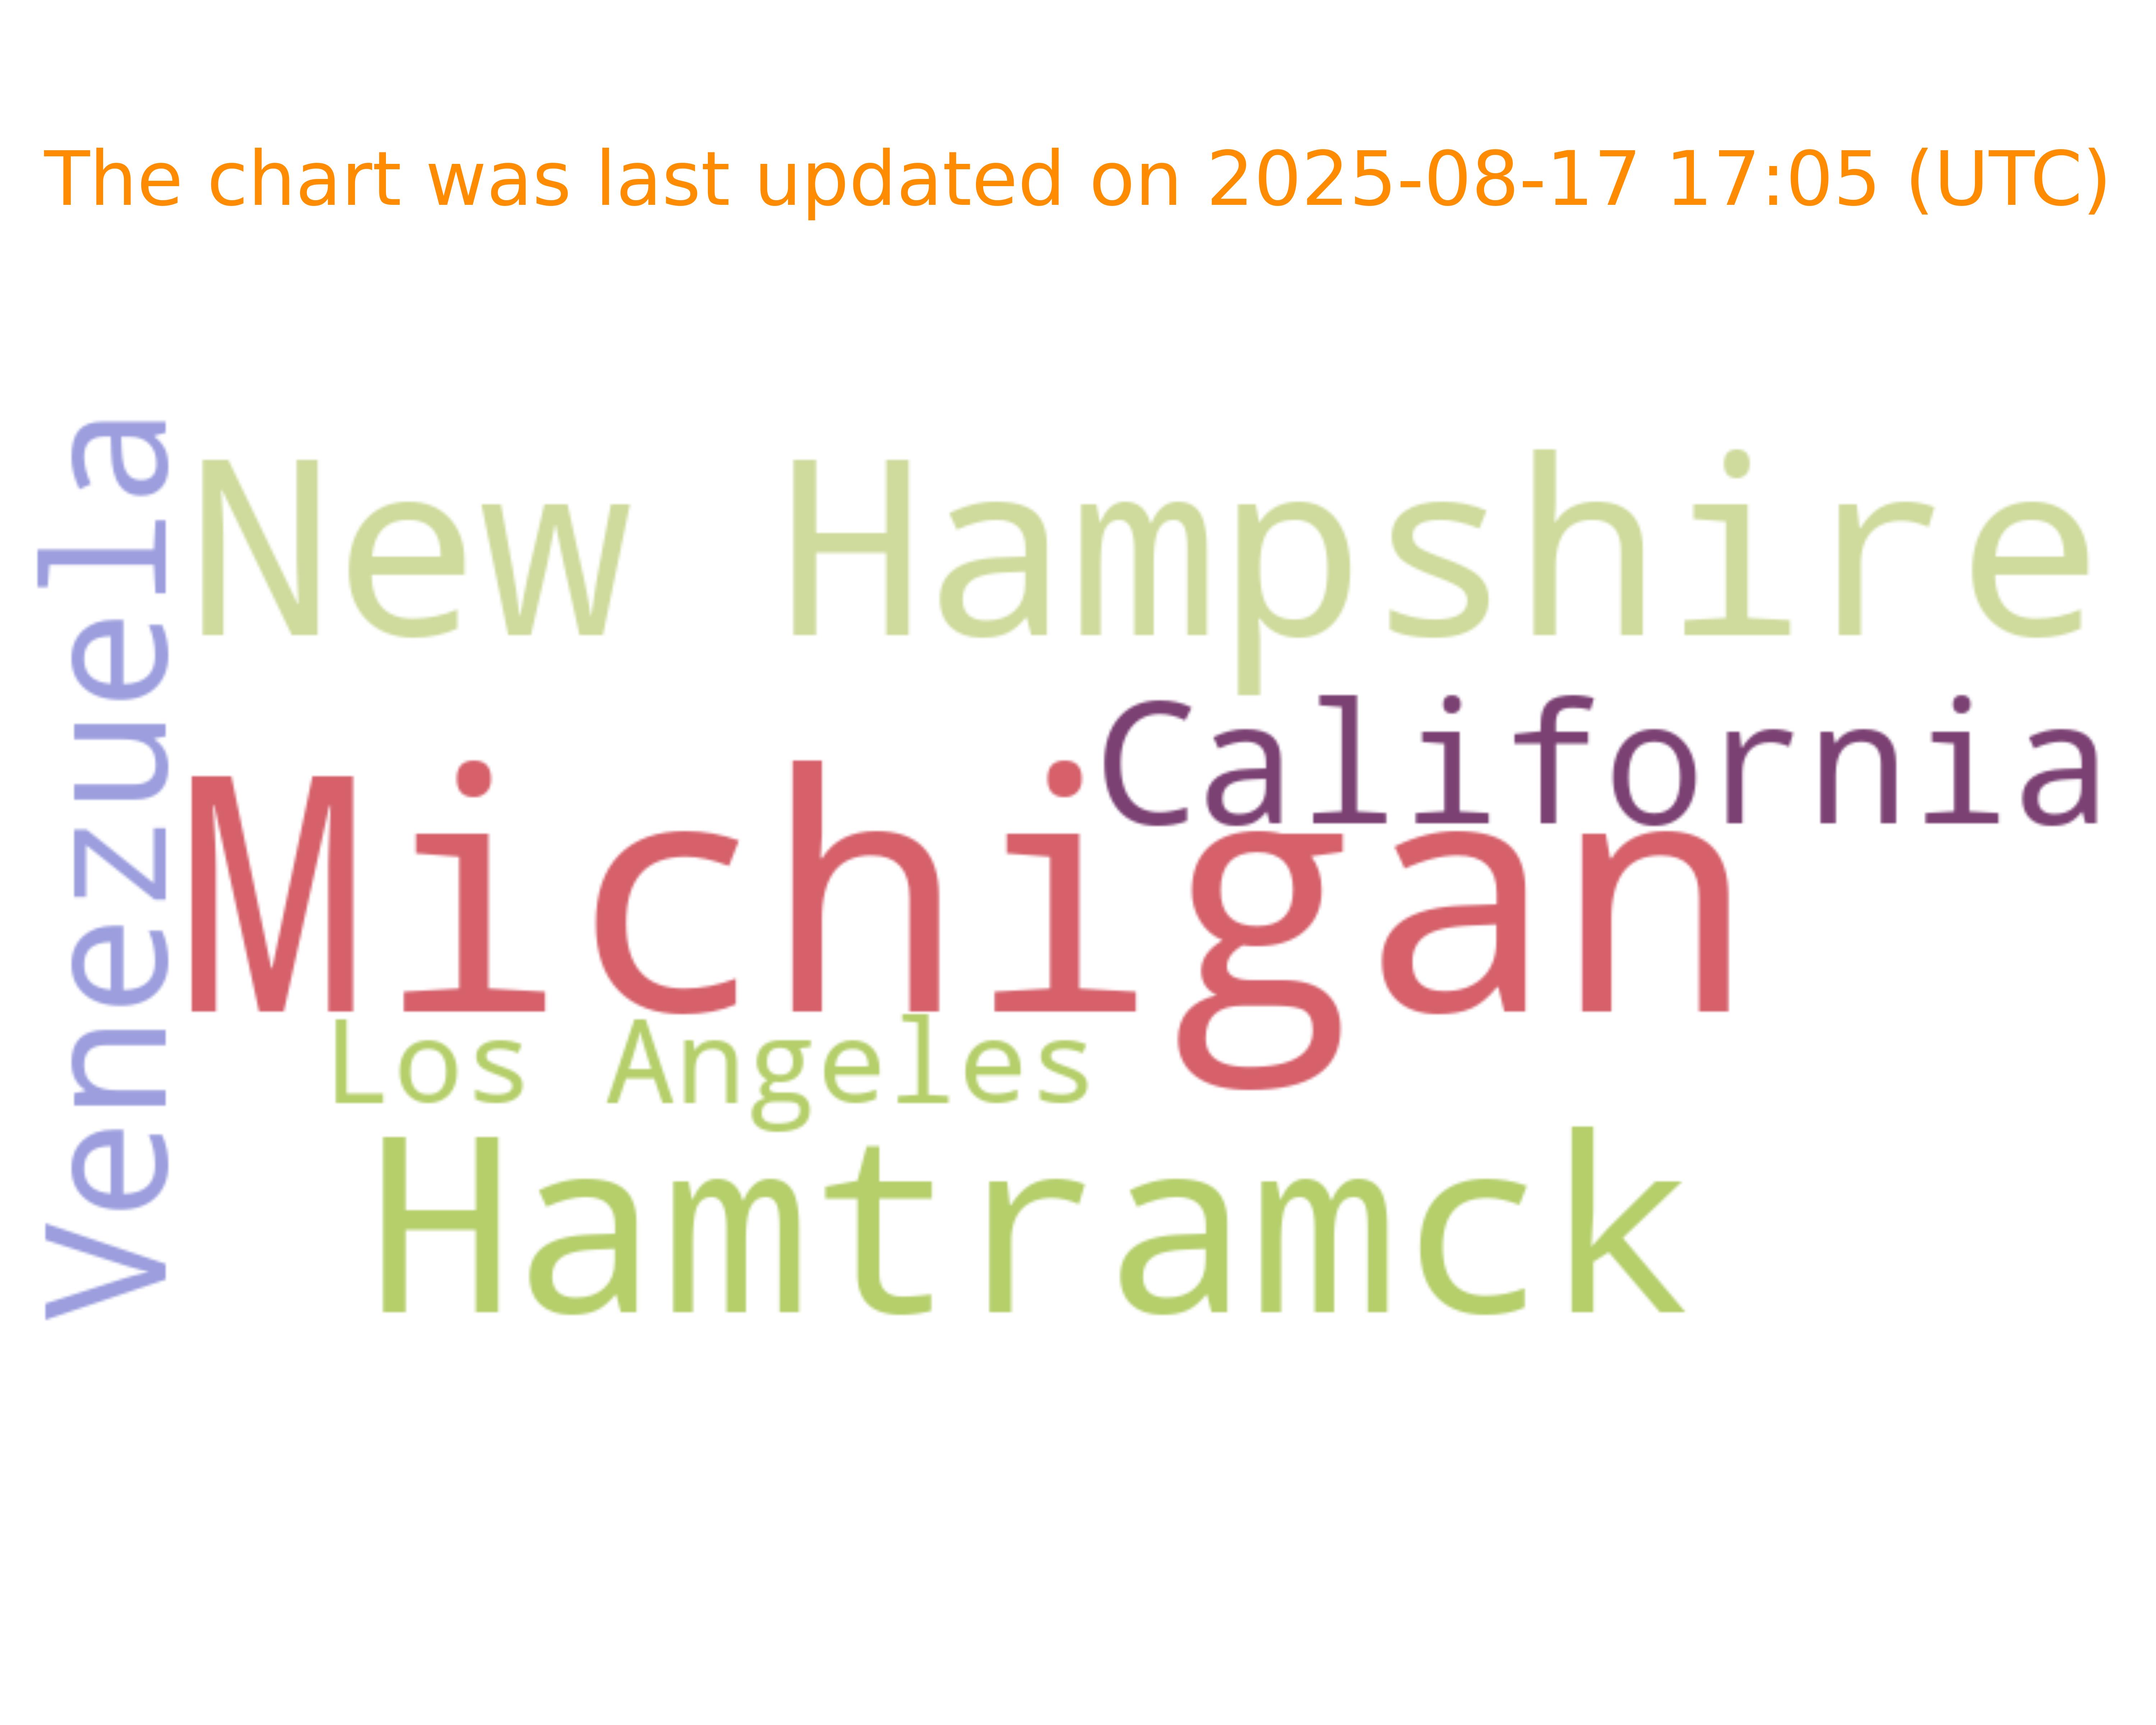 The chart was last updated on 2025-08-17 17:05 (UTC)
Venezuela
New Hampshire
California
Michigan
Los Angeles
Hamtramck